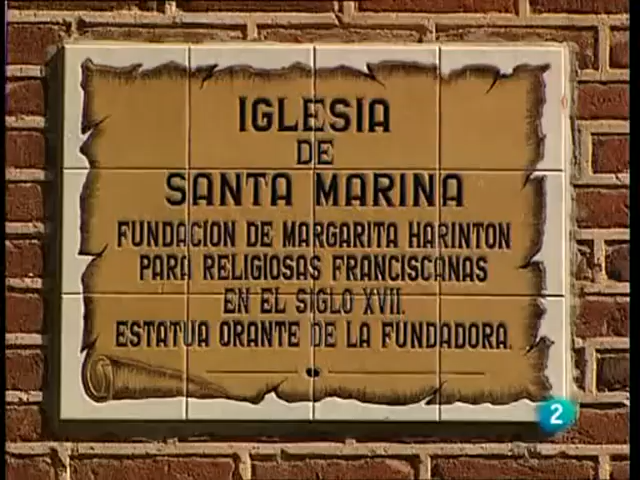 IGLESIA
DE
SANTA MARINA
FUNDACION DE MARGARITA HARINTON
PARA RELIGIOSAS FRANCISCANAS
EN EL SIGLO XVII.
ESTATUA ORANTE DE LA FUNDADORA.
2